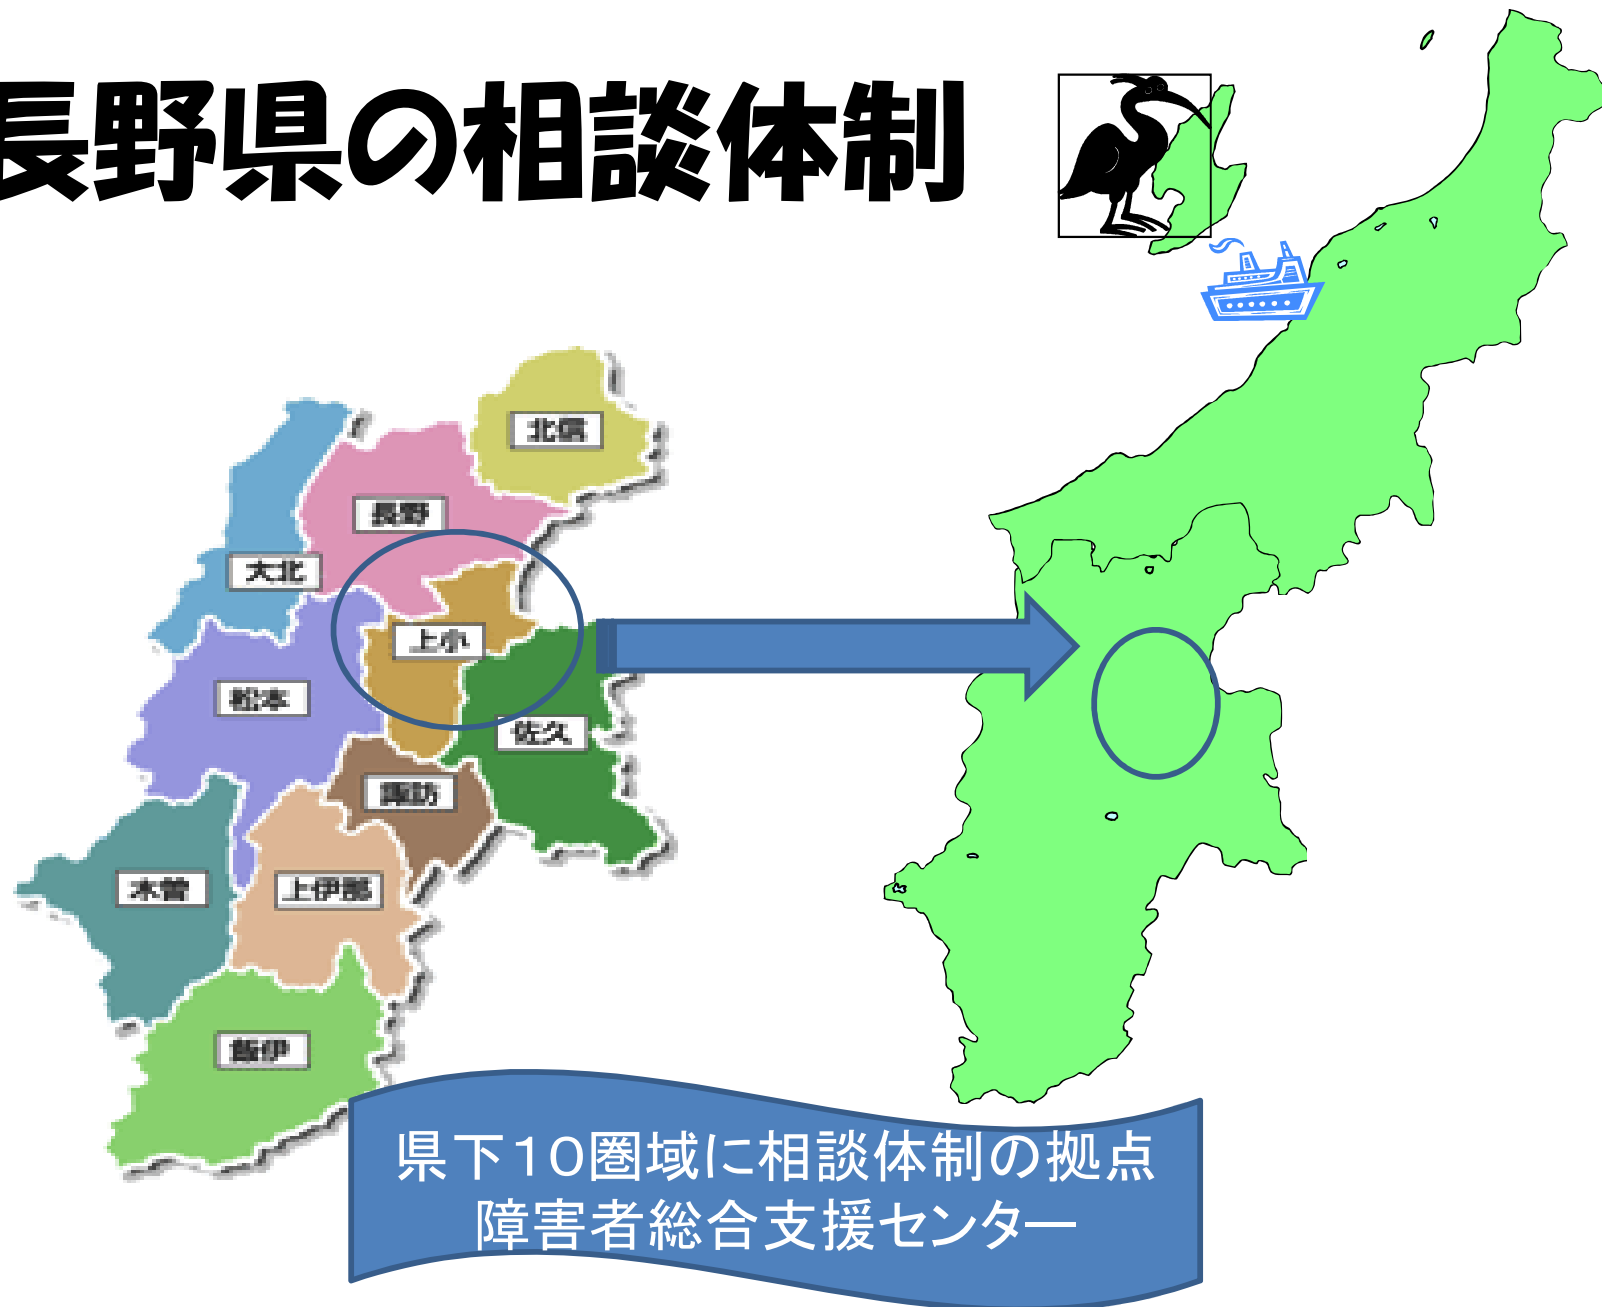 長野県の相談体制
北信
長野
大北
上小
松本
佐久
諏訪
木曽
上伊那
飯伊
県下10圏域に相談体制の拠点
障害者総合支援センター